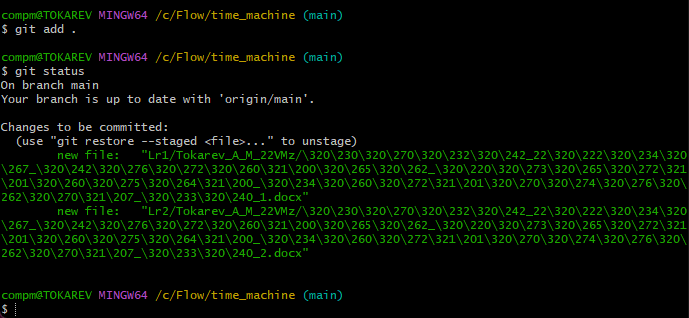 compm@TOKAREV MINGW64 /c/Flow/time_machine (main)
$ git add .
compm@TOKAREV MINGW64 /c/Flow/time_machine (main)
$ git status
On branch main
Your branch is up to date with 'origin/main'.
Changes to be committed:
(use "git restore --staged <file>..." to unstage)
new file:   "Lr1/Tokarev_A_M_22VMz/\320\230\320\270\320\232\320\242_22\320\222\320\234\320
\267_\320\242\320\276\320\272\320\260\321\200\320\265\320\262_\320\220\320\273\320\265\320\272\321
\201\320\260\320\275\320\264\321\200_\320\234\320\260\320\272\321\201\320\270\320\274\320\276\320
\262\320\270\321\207_\320\233\320\240_1.docx"
new file:   "Lr2/Tokarev_A_M_22VMz/\320\230\320\270\320\232\320\242_22\320\222\320\234\320
\267_\320\242\320\276\320\272\320\260\321\200\320\265\320\262_\320\220\320\273\320\265\320\272\321
\201\320\260\320\275\320\264\321\200_\320\234\320\260\320\272\321\201\320\270\320\274\320\276\320
\262\320\270\321\207_\320\233\320\240_2.docx"
compm@TOKAREV MINGW64 /c/Flow/time_machine (main)
$